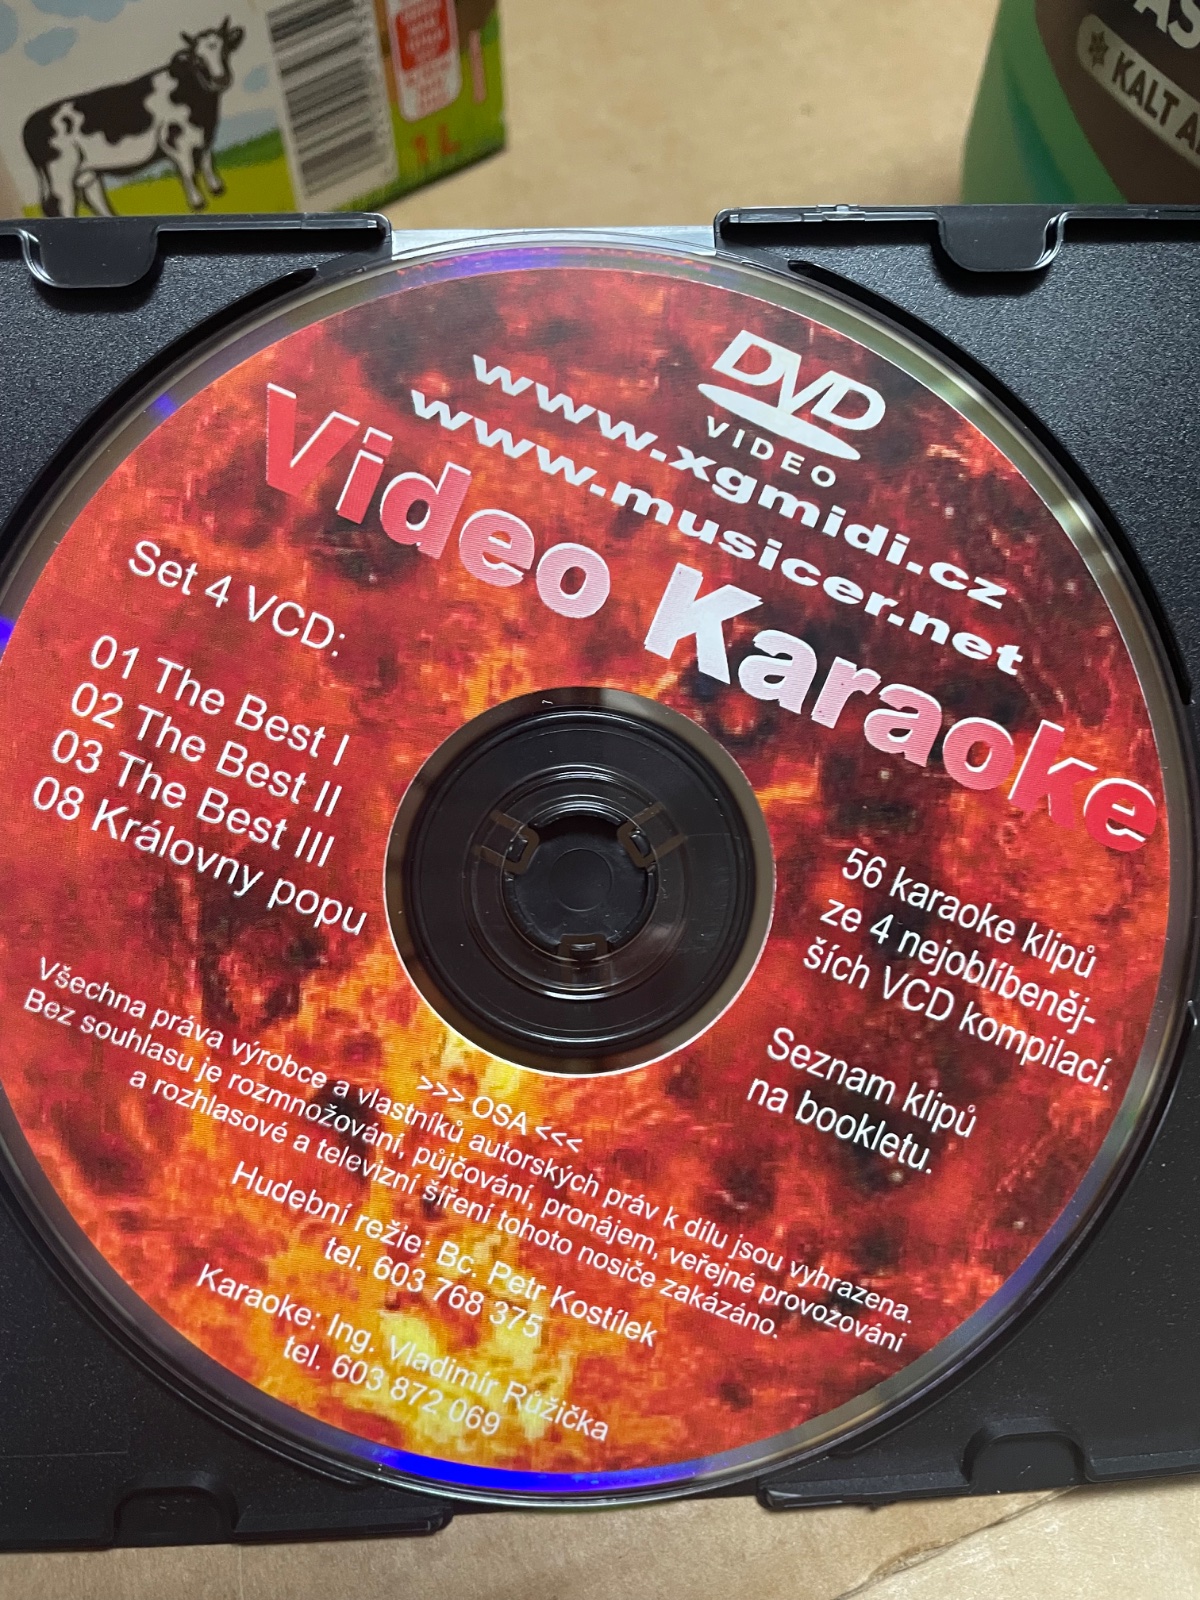 1 L
KALT
DVD
VIDEO
www.xgmidi.cz
www.musicer.net
Video Karaoke
Set 4 VCD:
01 The Best I
02 The Best II
03 The Best III
08 Královny popu
56 karaoke klipů
ze 4 nejoblíbeněj-
ších VCD kompilací.
Seznam klipů
na bookletu.
>>> OSA <<<
Všechna práva výrobce a vlastníků autorských práv k dílu jsou vyhrazena.
Bez souhlasu je rozmnožování, půjčování, pronájem, veřejné provozování
a rozhlasové a televizní šíření tohoto nosiče zakázáno.
Hudební režie: Bc. Petr Kostílek
tel. 603 768 375
Karaoke: Ing. Vladimír Růžička
tel. 603 872 069